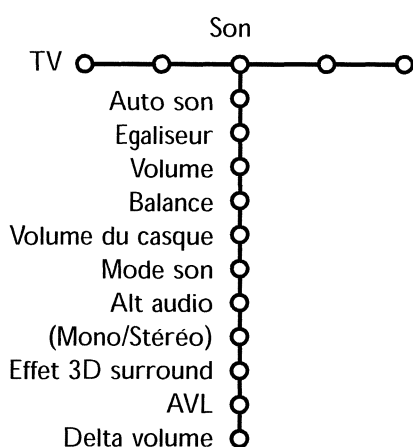 Son
TV
Auto son
Egaliseur
Volume
Balance
Volume du casque
Mode son
Alt audio
(Mono/Stéréo)
Effet 3D surround
AVL
Delta volume